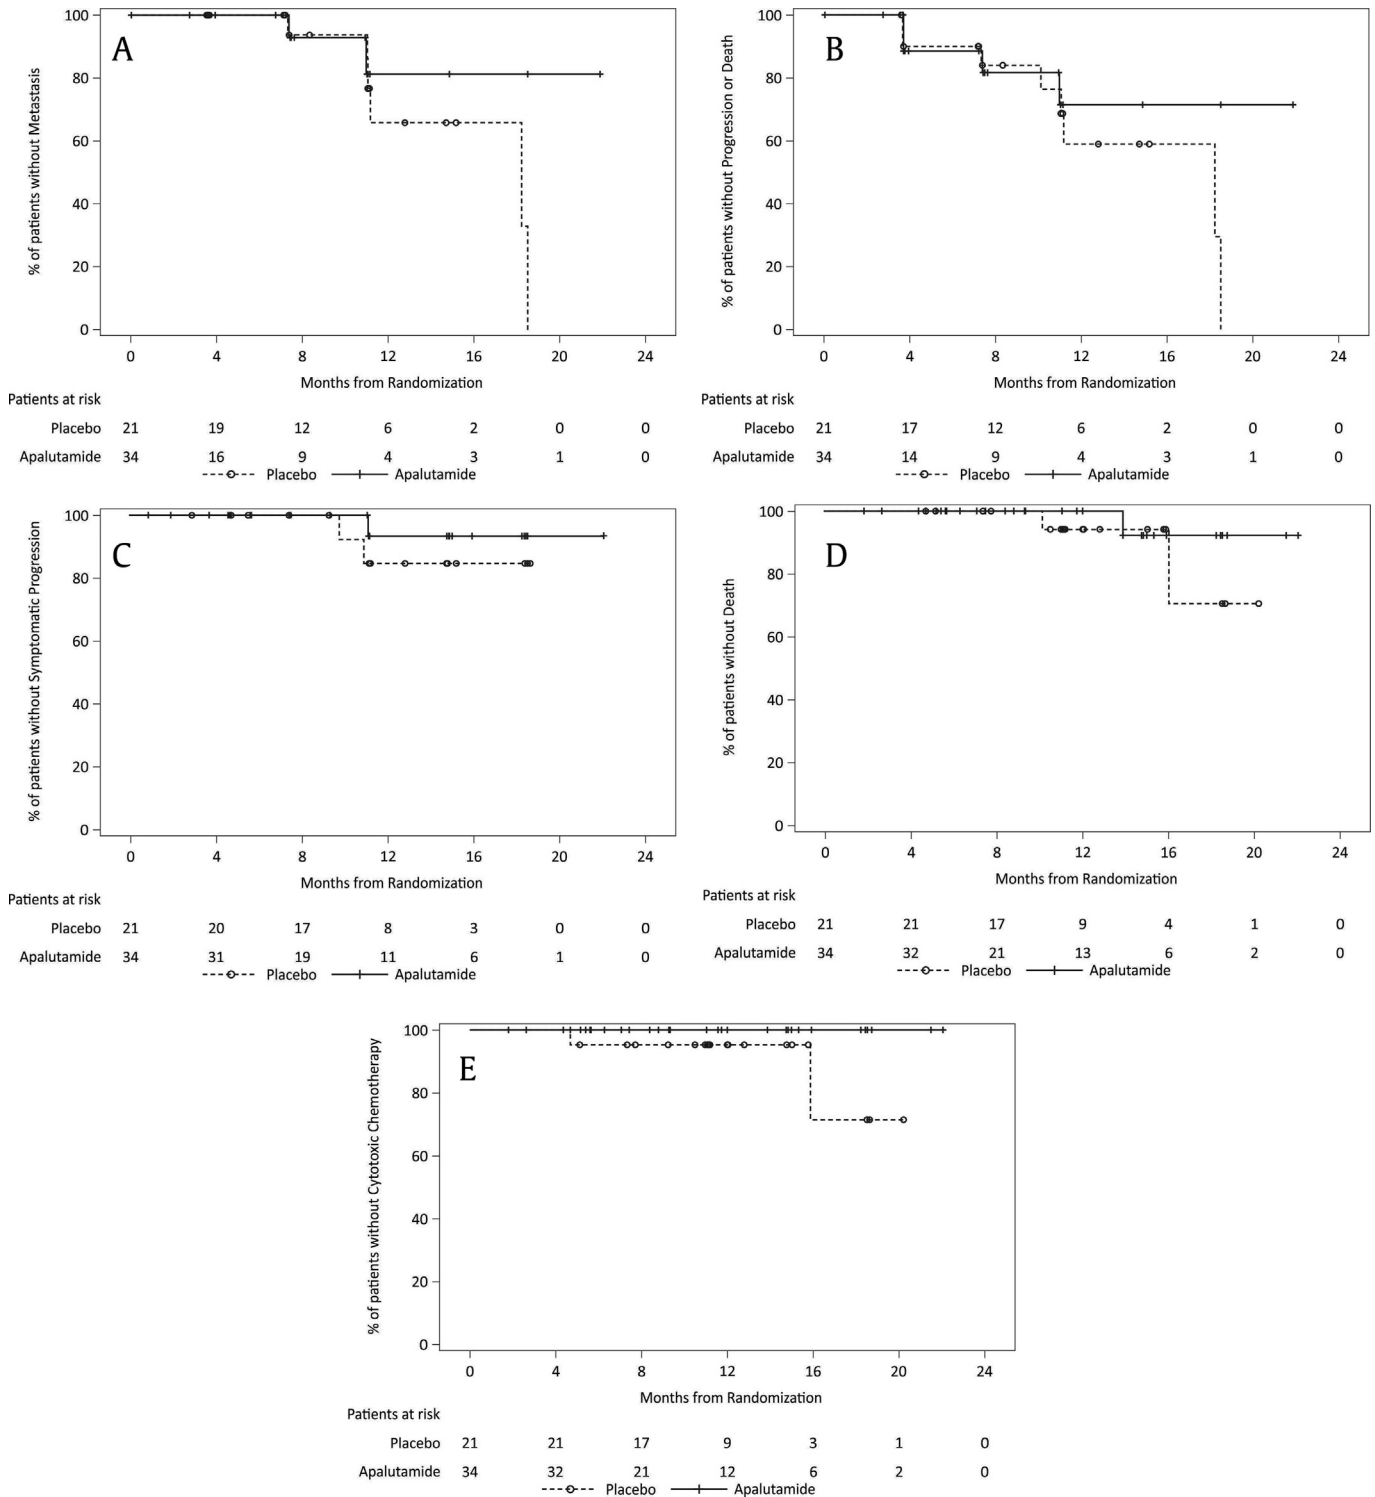 A
% of patients without Metastasis
100
80
60
40
20
0
0 4 8 12 16 20 24
Months from Randomization
Patients at risk
Placebo 21 19 12 6 2 0 0
Apalutamide 34 16 9 4 3 1 0
Placebo Apalutamide
B
% of patients without Progression or Death
100
80
60
40
20
0
0 4 8 12 16 20 24
Months from Randomization
Patients at risk
Placebo 21 17 12 6 2 0 0
Apalutamide 34 14 9 4 3 1 0
Placebo Apalutamide
C
% of patients without Symptomatic Progression
100
80
60
40
20
0
0 4 8 12 16 20 24
Months from Randomization
Patients at risk
Placebo 21 20 17 8 3 0 0
Apalutamide 34 31 19 11 6 1 0
Placebo Apalutamide
D
% of patients without Death
100
80
60
40
20
0
0 4 8 12 16 20 24
Months from Randomization
Patients at risk
Placebo 21 21 17 9 4 1 0
Apalutamide 34 32 21 13 6 2 0
Placebo Apalutamide
E
% of patients without Cytotoxic Chemotherapy
100
80
60
40
20
0
0 4 8 12 16 20 24
Months from Randomization
Patients at risk
Placebo 21 21 17 9 3 1 0
Apalutamide 34 32 21 12 6 2 0
Placebo Apalutamide